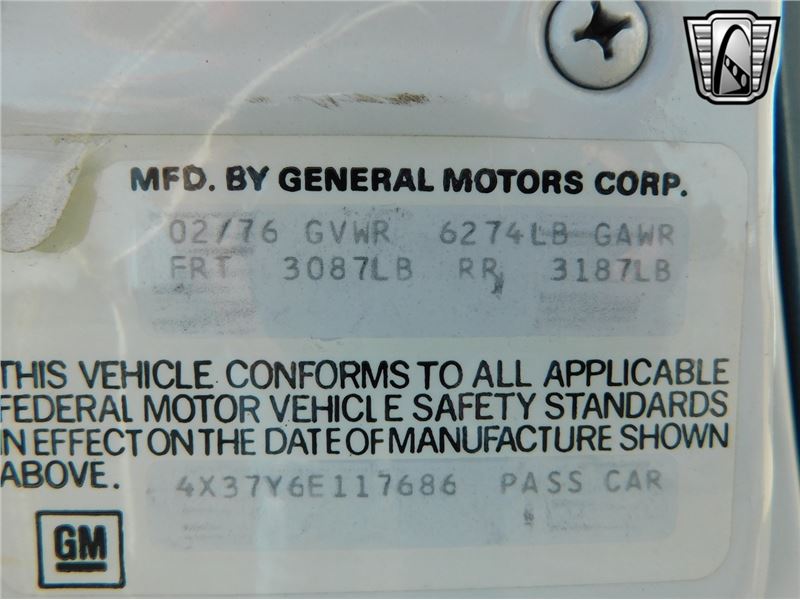 MFD. BY GENERAL MOTORS CORP.
02/76 GVWR 6274LB GAWR
FRT 3087LB RR 3187LB
THIS VEHICLE CONFORMS TO ALL APPLICABLE
FEDERAL MOTOR VEHICLE SAFETY STANDARDS
IN EFFECT ON THE DATE OF MANUFACTURE SHOWN
ABOVE.
4X37Y6E117686 PASS CAR
GM